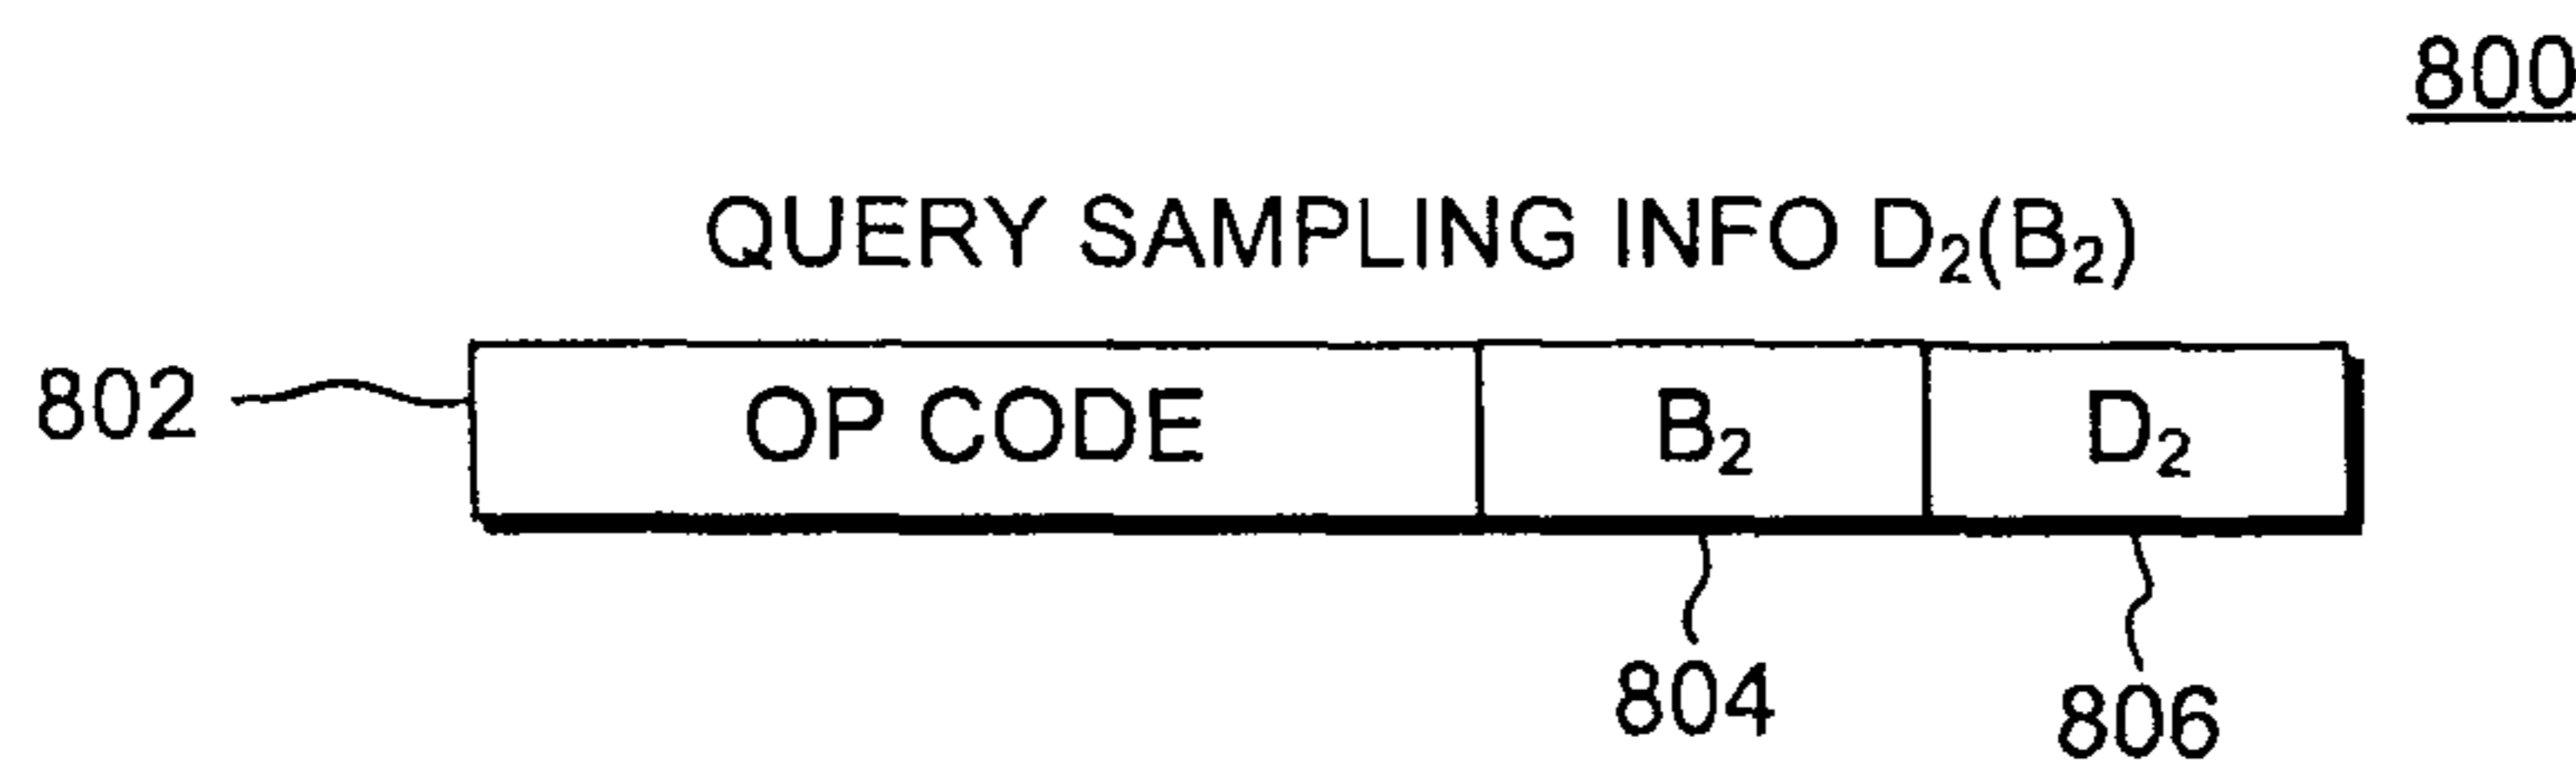 800
QUERY SAMPLING INFO D₂(B₂)
802 OP CODE B₂ D₂
804
806